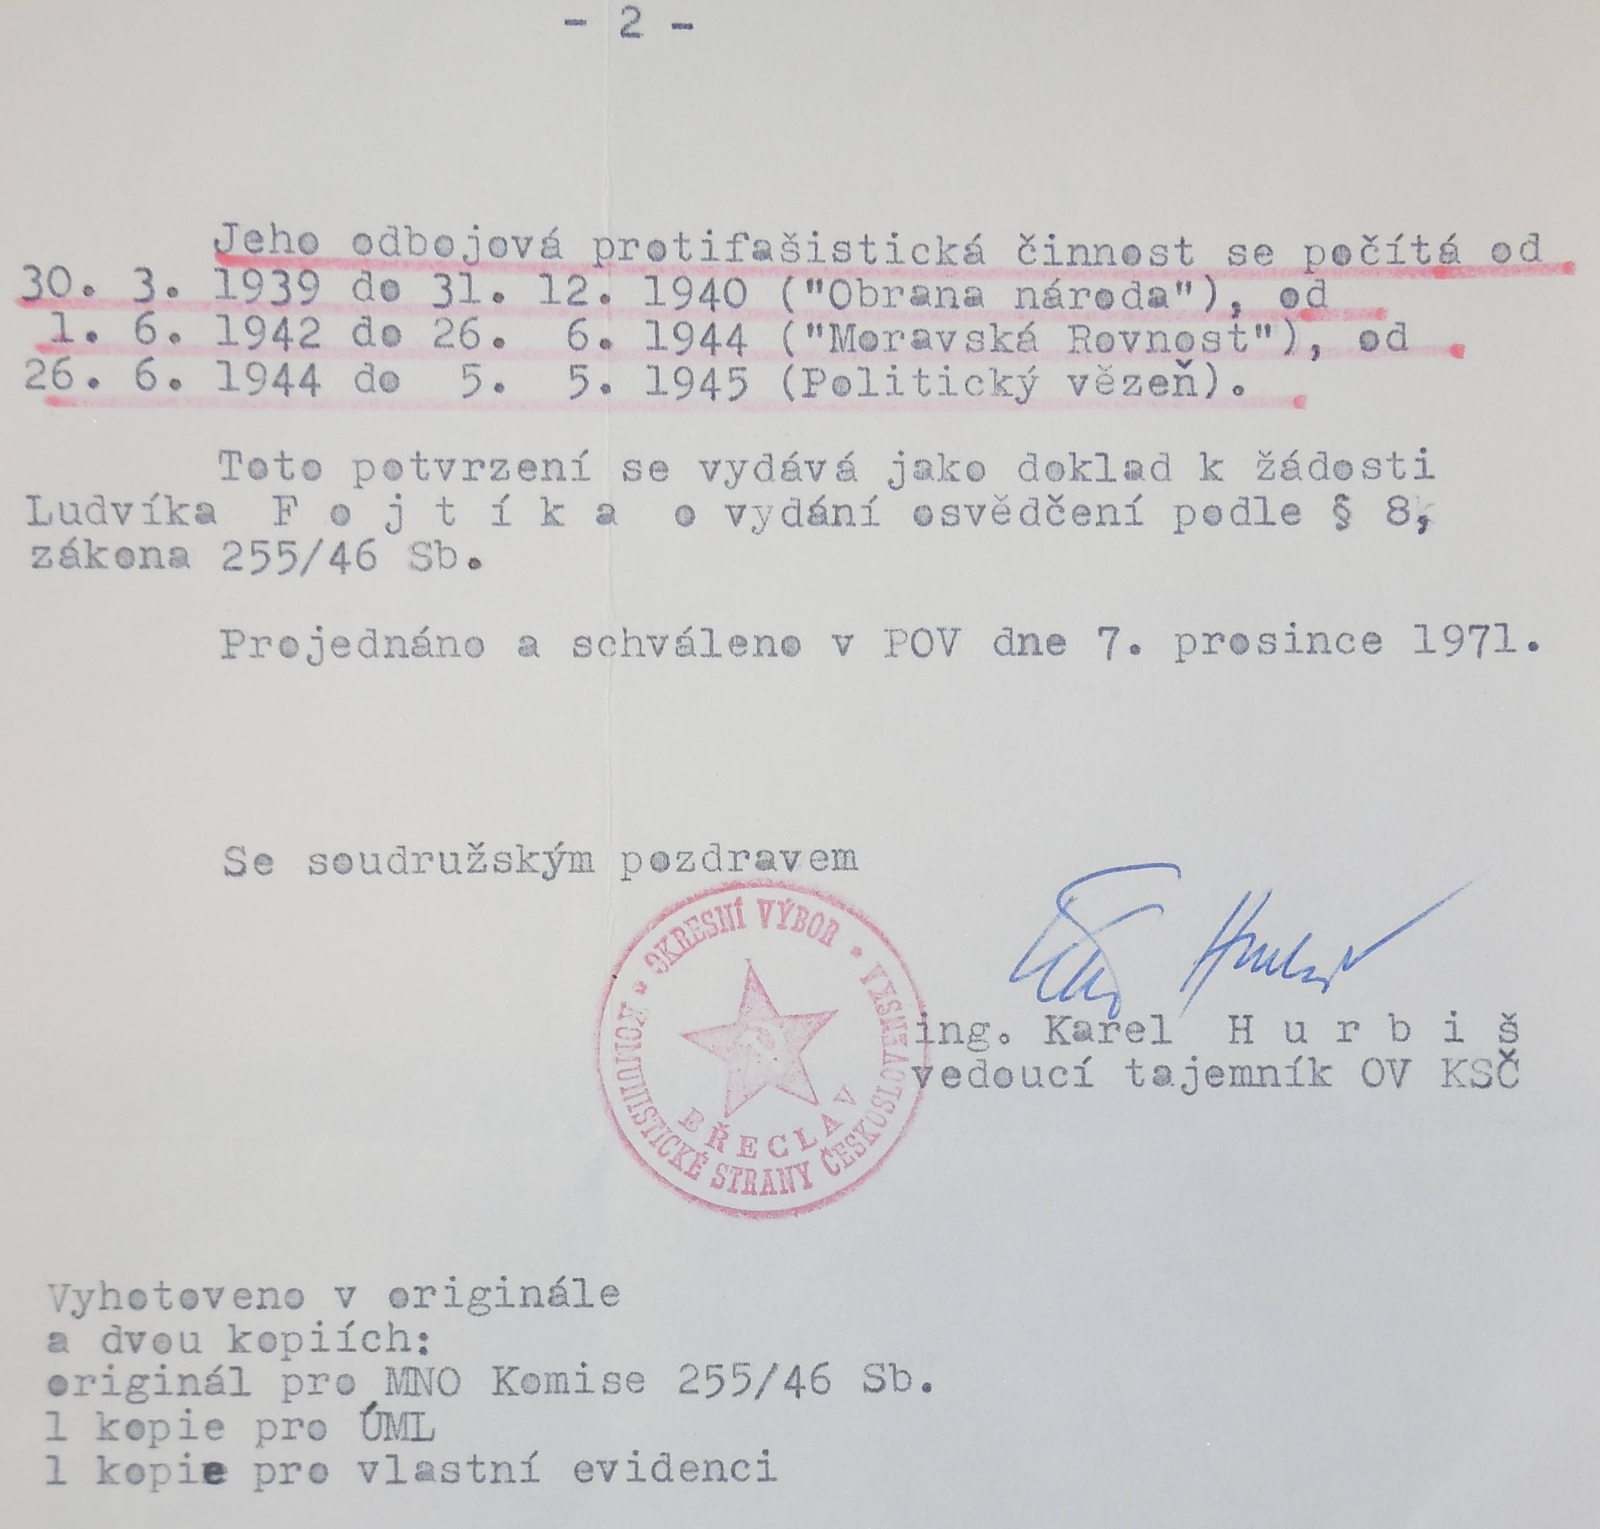 - 2 -
Jeho odbojová protifašistická činnost se počítá od
30. 3. 1939 do 31. 12. 1940 ("Obrana národa"), od
1. 6. 1942 do 26. 6. 1944 ("Moravská Rovnost"), od
26. 6. 1944 do 5. 5. 1945 (Politický vězeň).
Toto potvrzení se vydává jako doklad k žádosti
Ludvíka F o j t í k a o vydání osvědčení podle § 8,
zákona 255/46 Sb.
Projednáno a schváleno v POV dne 7. prosince 1971.
Se soudružským pozdravem
OKRESNÍ VÝBOR
KOMUNISTICKÉ STRANY ČESKOSLOVENSKA
BŘECLAV
ing. Karel H u r b i š
vedoucí tajemník OV KSČ
Vyhotoveno v originále
a dvou kopiích:
originál pro MNO Komise 255/46 Sb.
1 kopie pro ÚML
1 kopie pro vlastní evidenci